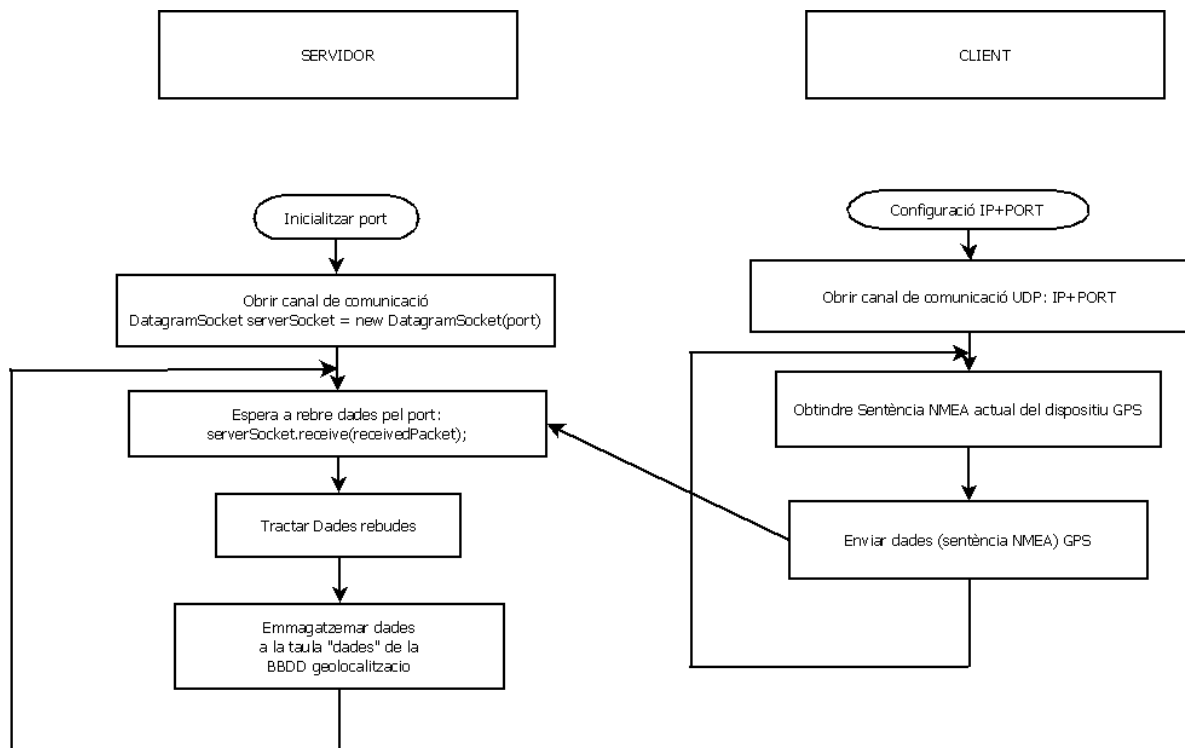 SERVIDOR
CLIENT
Inicialitzar port
Configuració IP+PORT
Obrir canal de comunicació
DatagramSocket serverSocket = new DatagramSocket(port)
Obrir canal de comunicació UDP: IP+PORT
Espera a rebre dades pel port:
serverSocket.receive(receivedPacket);
Obtindre Sentència NMEA actual del dispositiu GPS
Tractar Dades rebudes
Enviar dades (sentència NMEA) GPS
Emmagatzemar dades
a la taula "dades" de la
BBDD geolocalitzacio